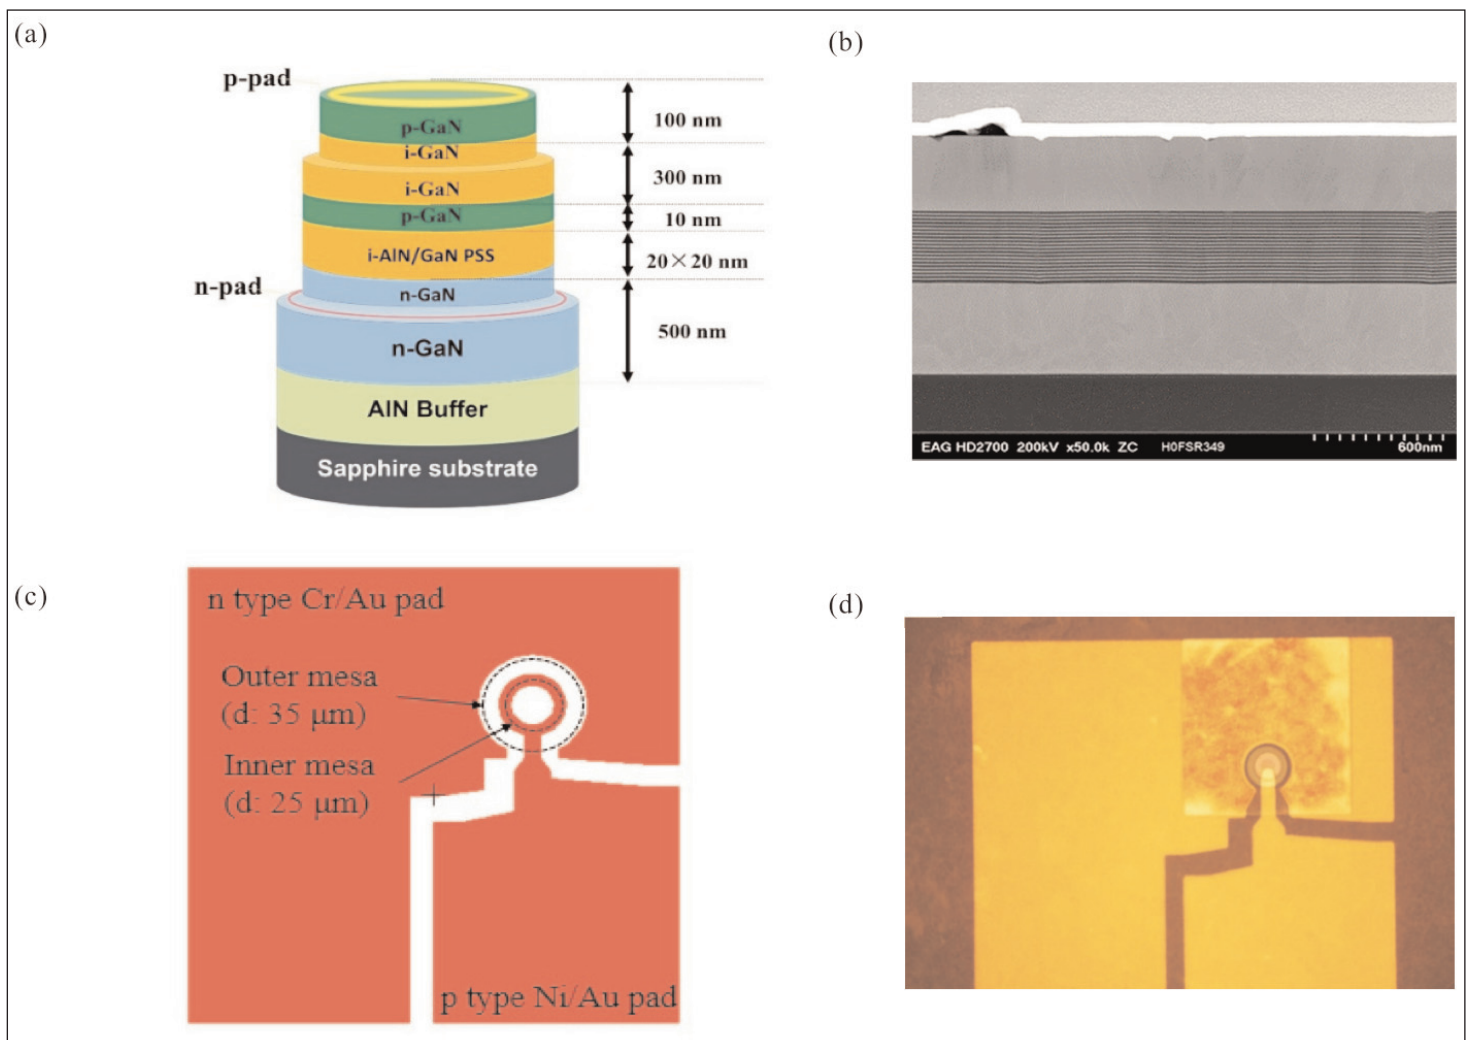 (a)
p-pad
p-GaN
100 nm
i-GaN
i-GaN
300 nm
p-GaN
10 nm
i-AlN/GaN PSS
20×20 nm
n-pad
n-GaN
n-GaN
500 nm
AlN Buffer
Sapphire substrate
(b)
EAG HD2700 200kV x50.0k ZC H0FSR349 600nm
(c)
n type Cr/Au pad
Outer mesa
(d: 35 μm)
Inner mesa
(d: 25 μm)
p type Ni/Au pad
(d)